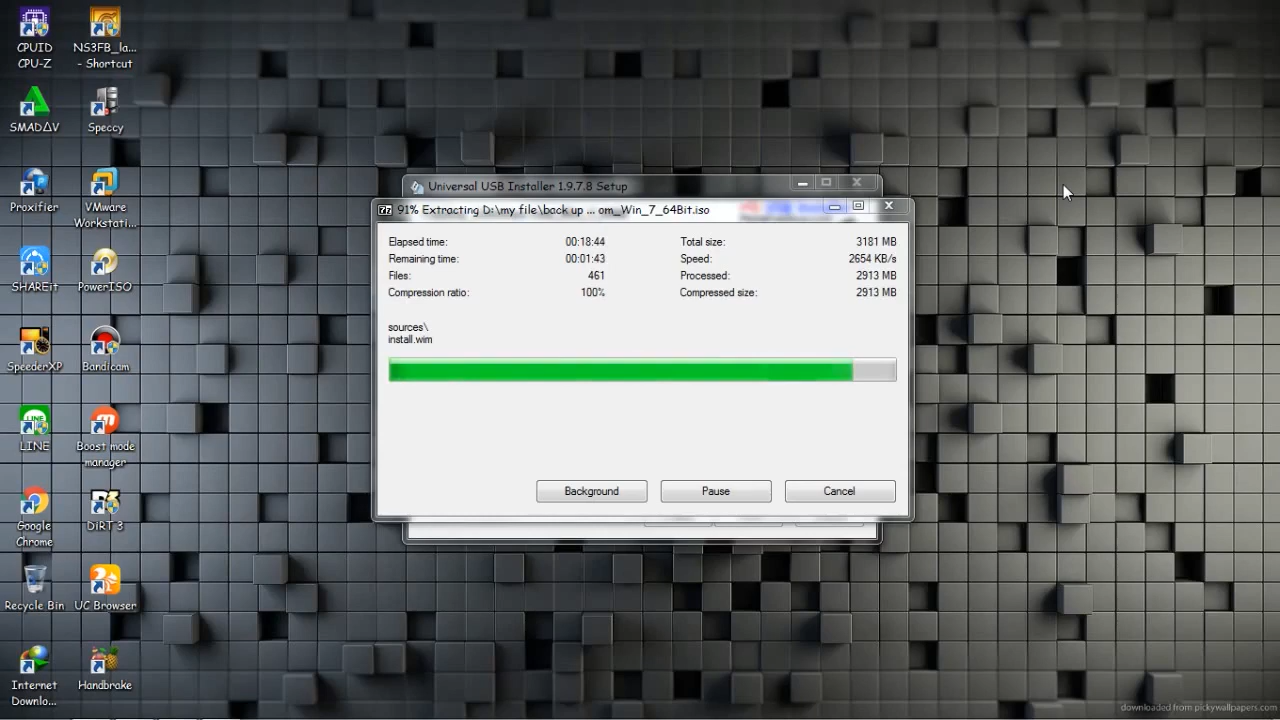 CPUID
CPU-Z
NS3FB_la...
- Shortcut
SMADΔV
Speccy
Proxifier
VMware
Workstati...
SHAREit
PowerISO
SpeederXP
Bandicam
LINE
LINE
Boost mode
manager
Google
Chrome
DiRT 3
Recycle Bin
UC Browser
Internet
Downlo...
Handbrake
Universal USB Installer 1.9.7.8 Setup
7z
91% Extracting D:\my file\back up ... om_Win_7_64Bit.iso
Elapsed time: 00:18:44 Total size: 3181 MB
Remaining time: 00:01:43 Speed: 2654 KB/s
Files: 461 Processed: 2913 MB
Compression ratio: 100% Compressed size: 2913 MB
sources\
install.wim
Background Pause Cancel
downloaded from pickywallpapers.com